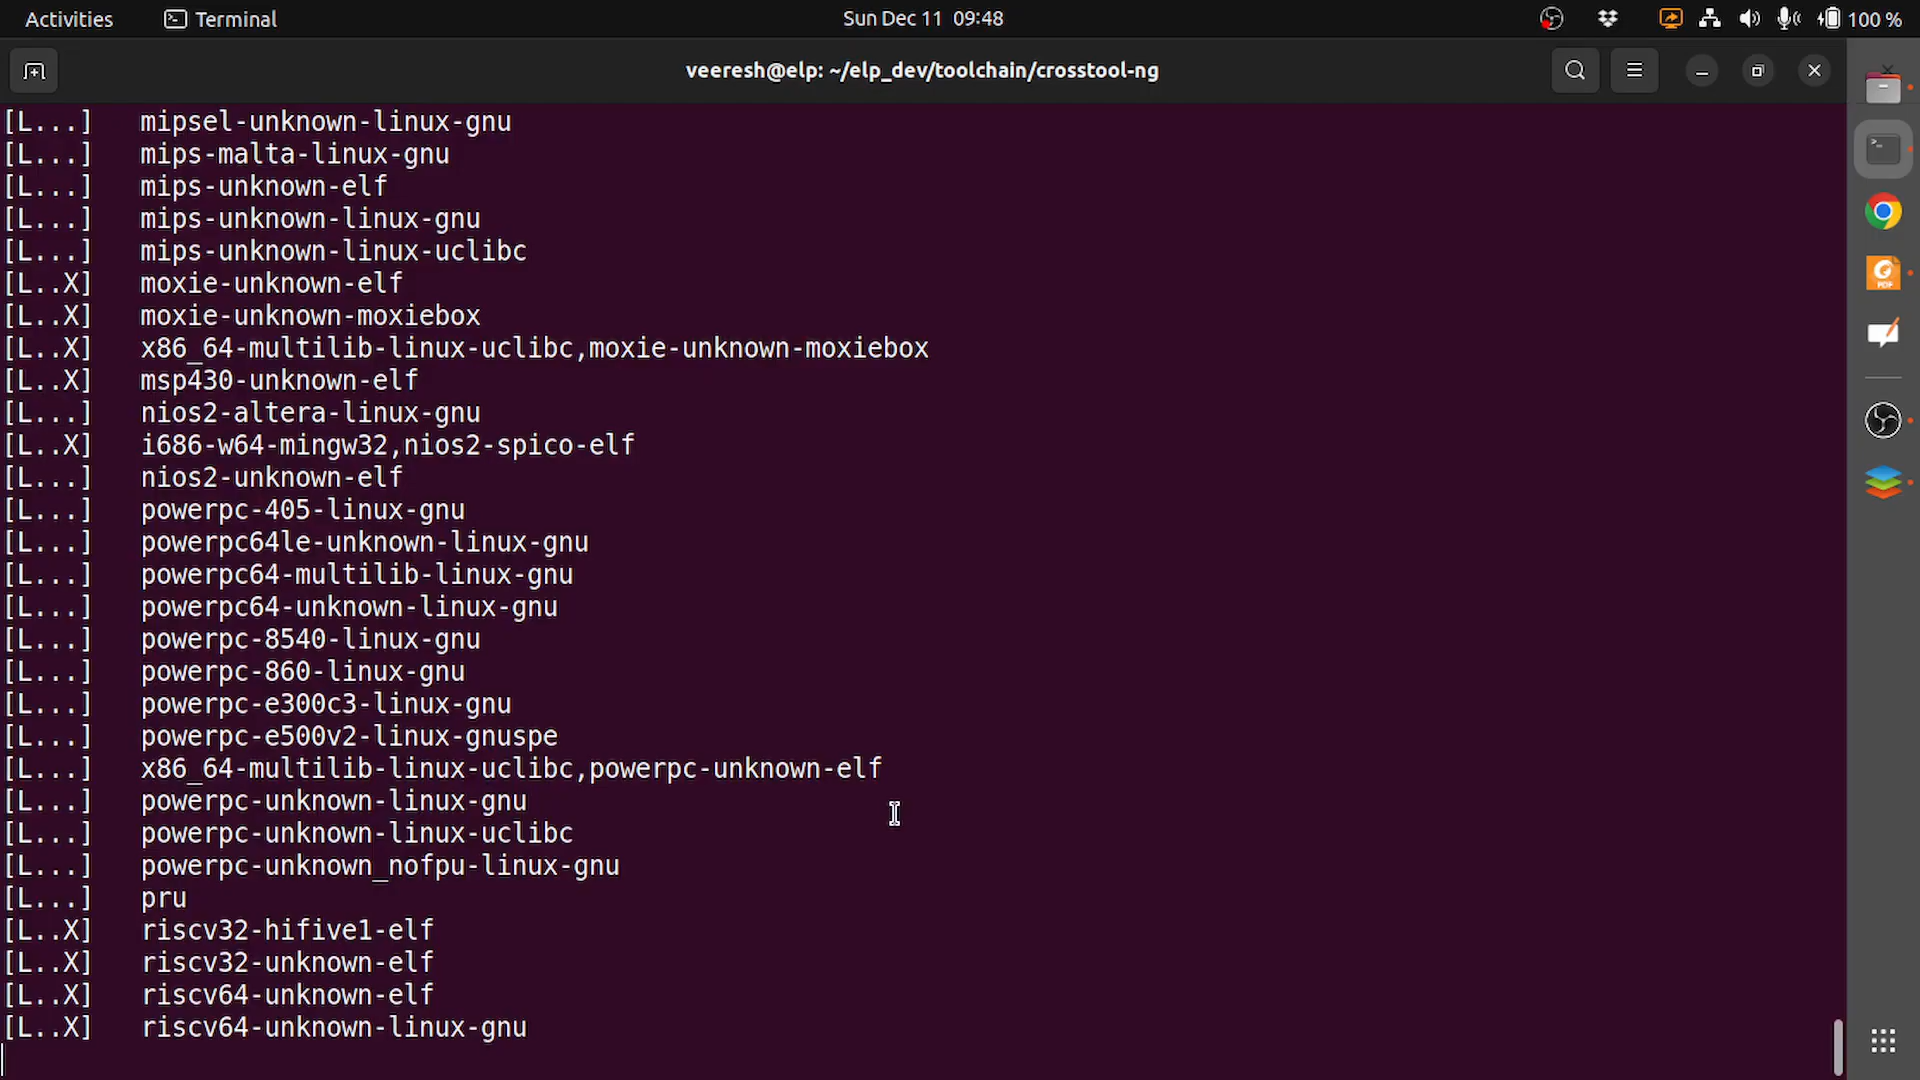 Activities Terminal Sun Dec 11 09:48 100 %
veeresh@elp: ~/elp_dev/toolchain/crosstool-ng
[L...] mipsel-unknown-linux-gnu
[L...] mips-malta-linux-gnu
[L...] mips-unknown-elf
[L...] mips-unknown-linux-gnu
[L...] mips-unknown-linux-uclibc
[L..X] moxie-unknown-elf
[L..X] moxie-unknown-moxiebox
[L..X] x86_64-multilib-linux-uclibc,moxie-unknown-moxiebox
[L..X] msp430-unknown-elf
[L...] nios2-altera-linux-gnu
[L..X] i686-w64-mingw32,nios2-spico-elf
[L...] nios2-unknown-elf
[L...] powerpc-405-linux-gnu
[L...] powerpc64le-unknown-linux-gnu
[L...] powerpc64-multilib-linux-gnu
[L...] powerpc64-unknown-linux-gnu
[L...] powerpc-8540-linux-gnu
[L...] powerpc-860-linux-gnu
[L...] powerpc-e300c3-linux-gnu
[L...] powerpc-e500v2-linux-gnuspe
[L...] x86_64-multilib-linux-uclibc,powerpc-unknown-elf
[L...] powerpc-unknown-linux-gnu
[L...] powerpc-unknown-linux-uclibc
[L...] powerpc-unknown_nofpu-linux-gnu
[L...] pru
[L..X] riscv32-hifive1-elf
[L..X] riscv32-unknown-elf
[L..X] riscv64-unknown-elf
[L..X] riscv64-unknown-linux-gnu
PDF